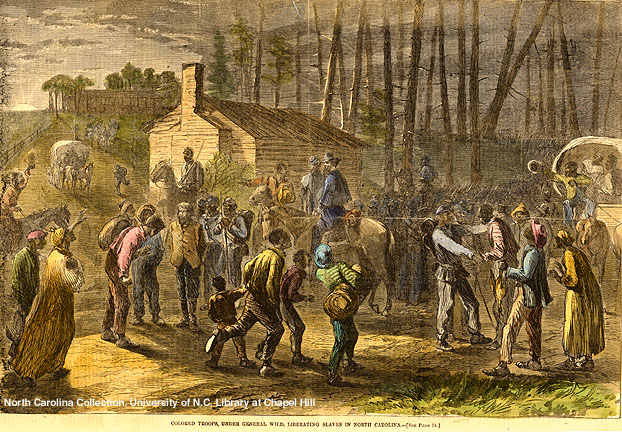 North Carolina Collection, University of N.C. Library at Chapel Hill
COLORED TROOPS, UNDER GENERAL WILD, LIBERATING SLAVES IN NORTH CAROLINA.—[SEE PAGE 54.]